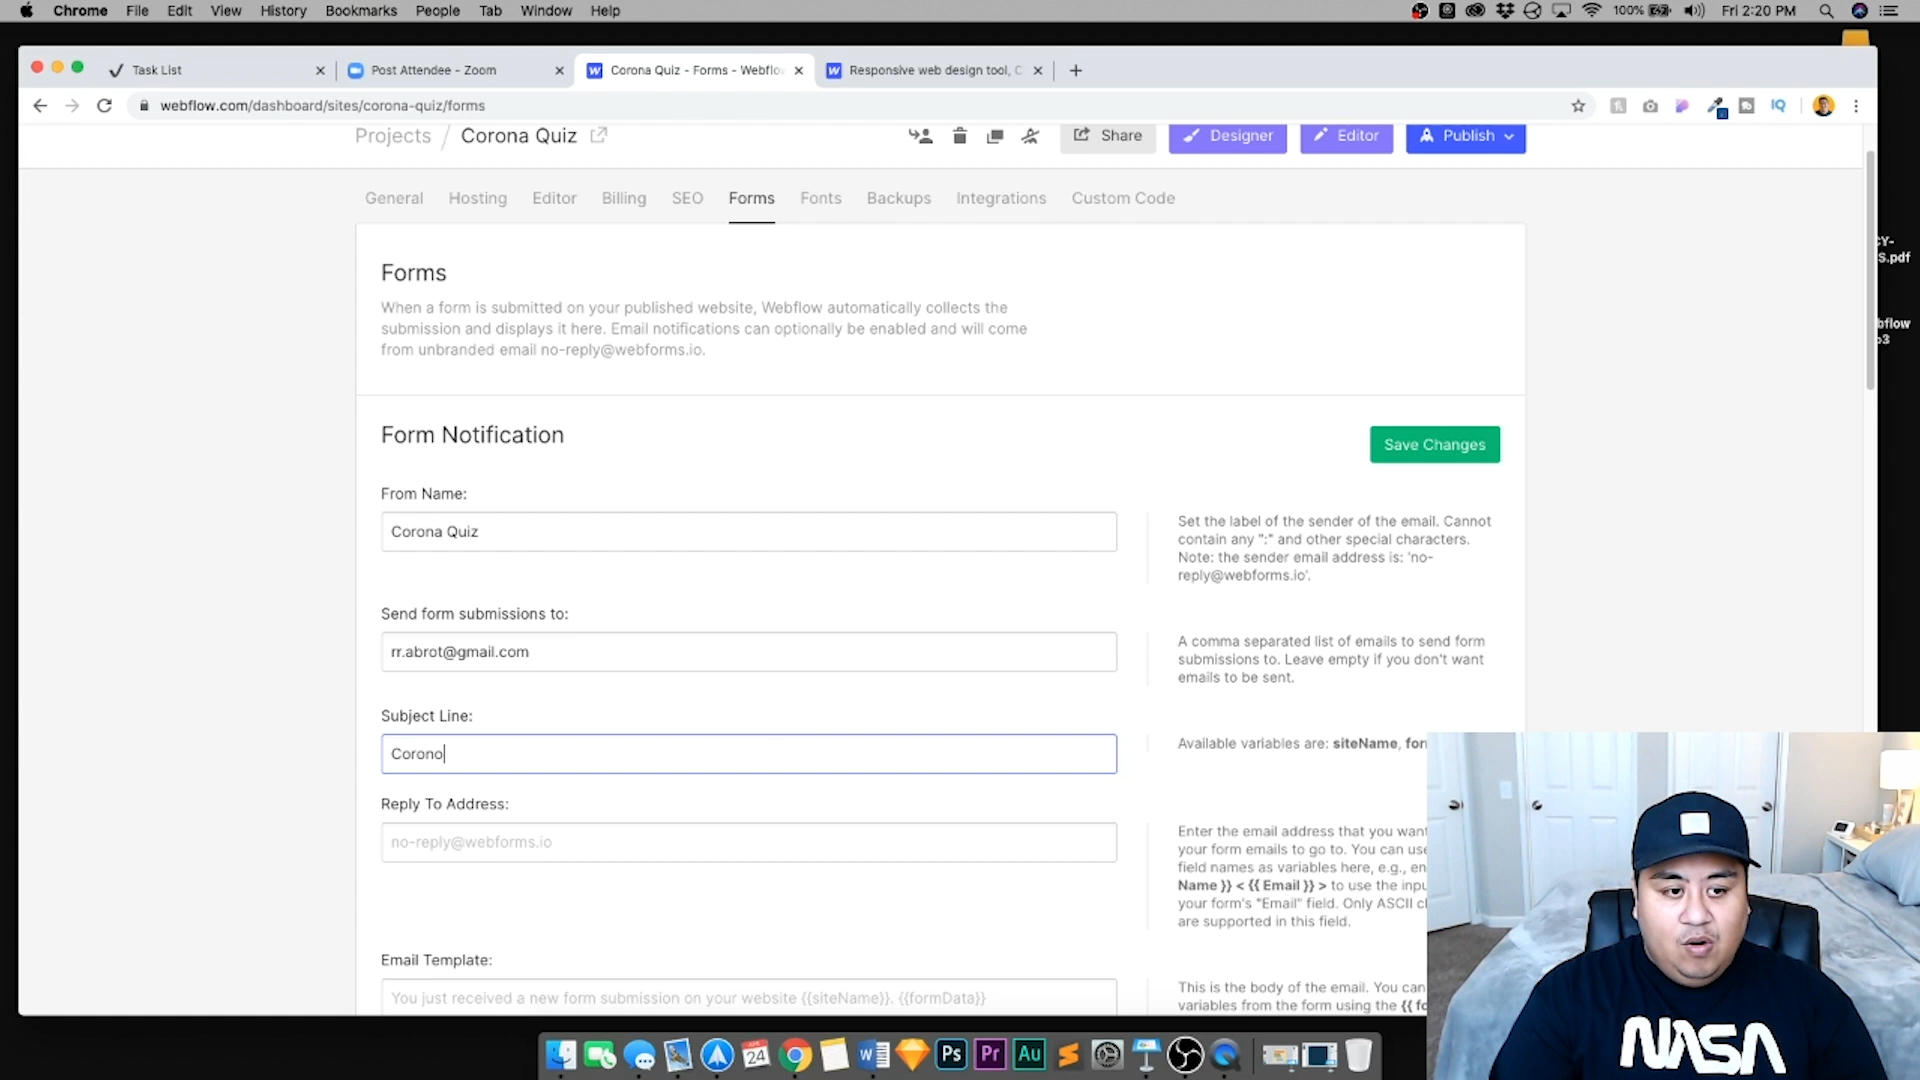 Chrome File Edit View History Bookmarks People Tab Window Help
100% Fri 2:20 PM
Task List
Post Attendee - Zoom
Corona Quiz - Forms - Webflo
Responsive web design tool, C
webflow.com/dashboard/sites/corona-quiz/forms
Projects / Corona Quiz
Share Designer Editor Publish
General Hosting Editor Billing SEO Forms Fonts Backups Integrations Custom Code
Forms
When a form is submitted on your published website, Webflow automatically collects the
submission and displays it here. Email notifications can optionally be enabled and will come
from unbranded email no-reply@webforms.io.
Form Notification
Save Changes
From Name:
Corona Quiz
Set the label of the sender of the email. Cannot
contain any ":" and other special characters.
Note: the sender email address is: 'no-
reply@webforms.io'.
Send form submissions to:
rr.abrot@gmail.com
A comma separated list of emails to send form
submissions to. Leave empty if you don't want
emails to be sent.
Subject Line:
Corono
Available variables are: siteName, for
Reply To Address:
no-reply@webforms.io
Enter the email address that you want
your form emails to go to. You can use
field names as variables here, e.g., en
Name }} < {{ Email }} > to use the inpu
your form's "Email" field. Only ASCII c
are supported in this field.
Email Template:
You just received a new form submission on your website {{siteName}}. {{formData}}
This is the body of the email. You can
variables from the form using the {{ fo
CY-
S.pdf
bflow
o3
24
W
Ps
Pr
Au
IQ
NASA